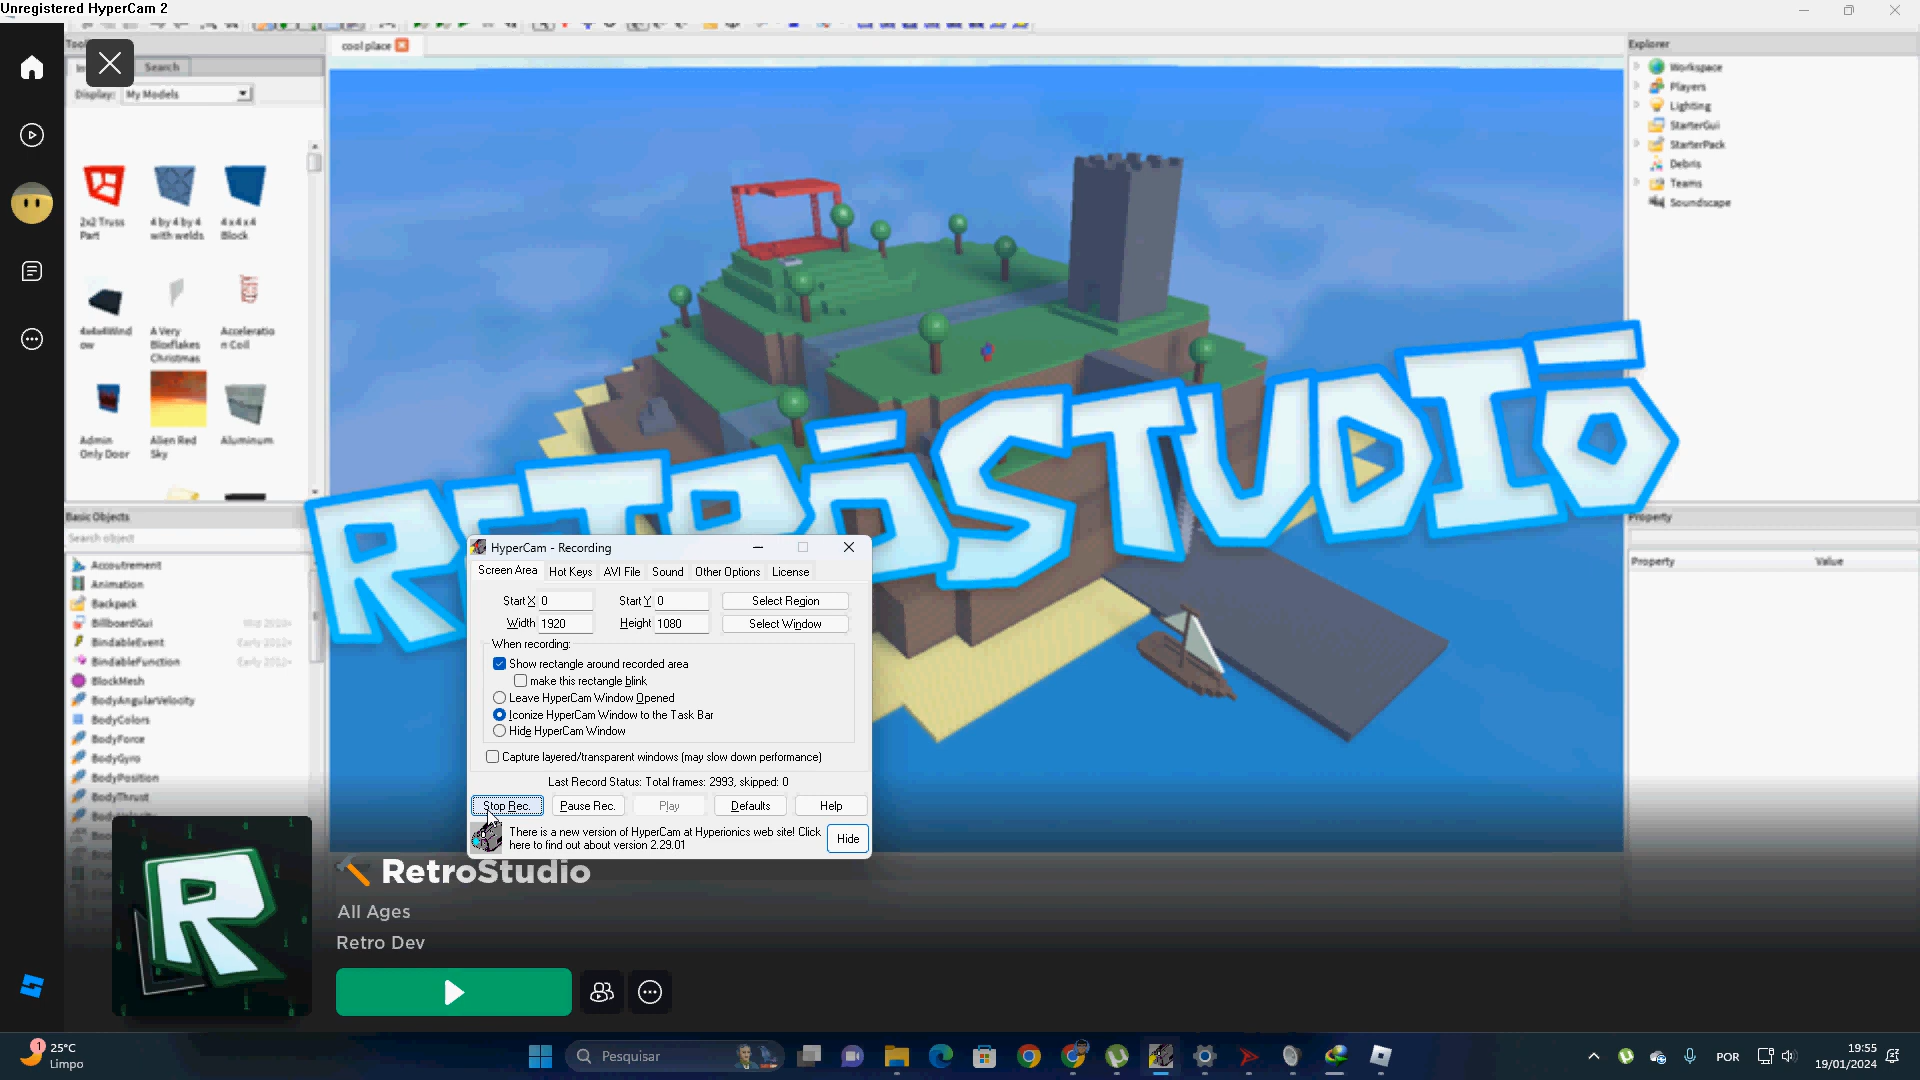 Unregistered HyperCam 2
cool place
Explorer
Search
Display: My Models
Workspace
Players
Lighting
StarterGui
StarterPack
Debris
Teams
Soundscape
2x2 Truss Part
4 by 4 by 4 with welds
4x4x4 Block
4x4x4Window
A Very Bloxflakes Christmas
Acceleration Coil
Admin Only Door
Alien Red Sky
Aluminum
RETROSTUDIO
Basic Objects
Search object
Accoutrement
Animation
Backpack
BillboardGui
BindableEvent Early 2012+
BindableFunction Early 2012+
BlockMesh
BodyAngularVelocity
BodyColors
BodyForce
BodyGyro
BodyPosition
BodyThrust
Property
Property Value
HyperCam - Recording
Screen Area Hot Keys AVI File Sound Other Options License
Start X 0 Start Y 0 Select Region
Width 1920 Height 1080 Select Window
When recording:
Show rectangle around recorded area
make this rectangle blink
Leave HyperCam Window Opened
Iconize HyperCam Window to the Task Bar
Hide HyperCam Window
Capture layered/transparent windows (may slow down performance)
Last Record Status: Total frames: 2993, skipped: 0
Stop Rec. Pause Rec. Play Defaults Help
There is a new version of HyperCam at Hyperionics web site! Click
here to find out about version 2.29.01
Hide
RetroStudio
All Ages
Retro Dev
1
25°C
Limpo
Pesquisar
POR
19:55
19/01/2024